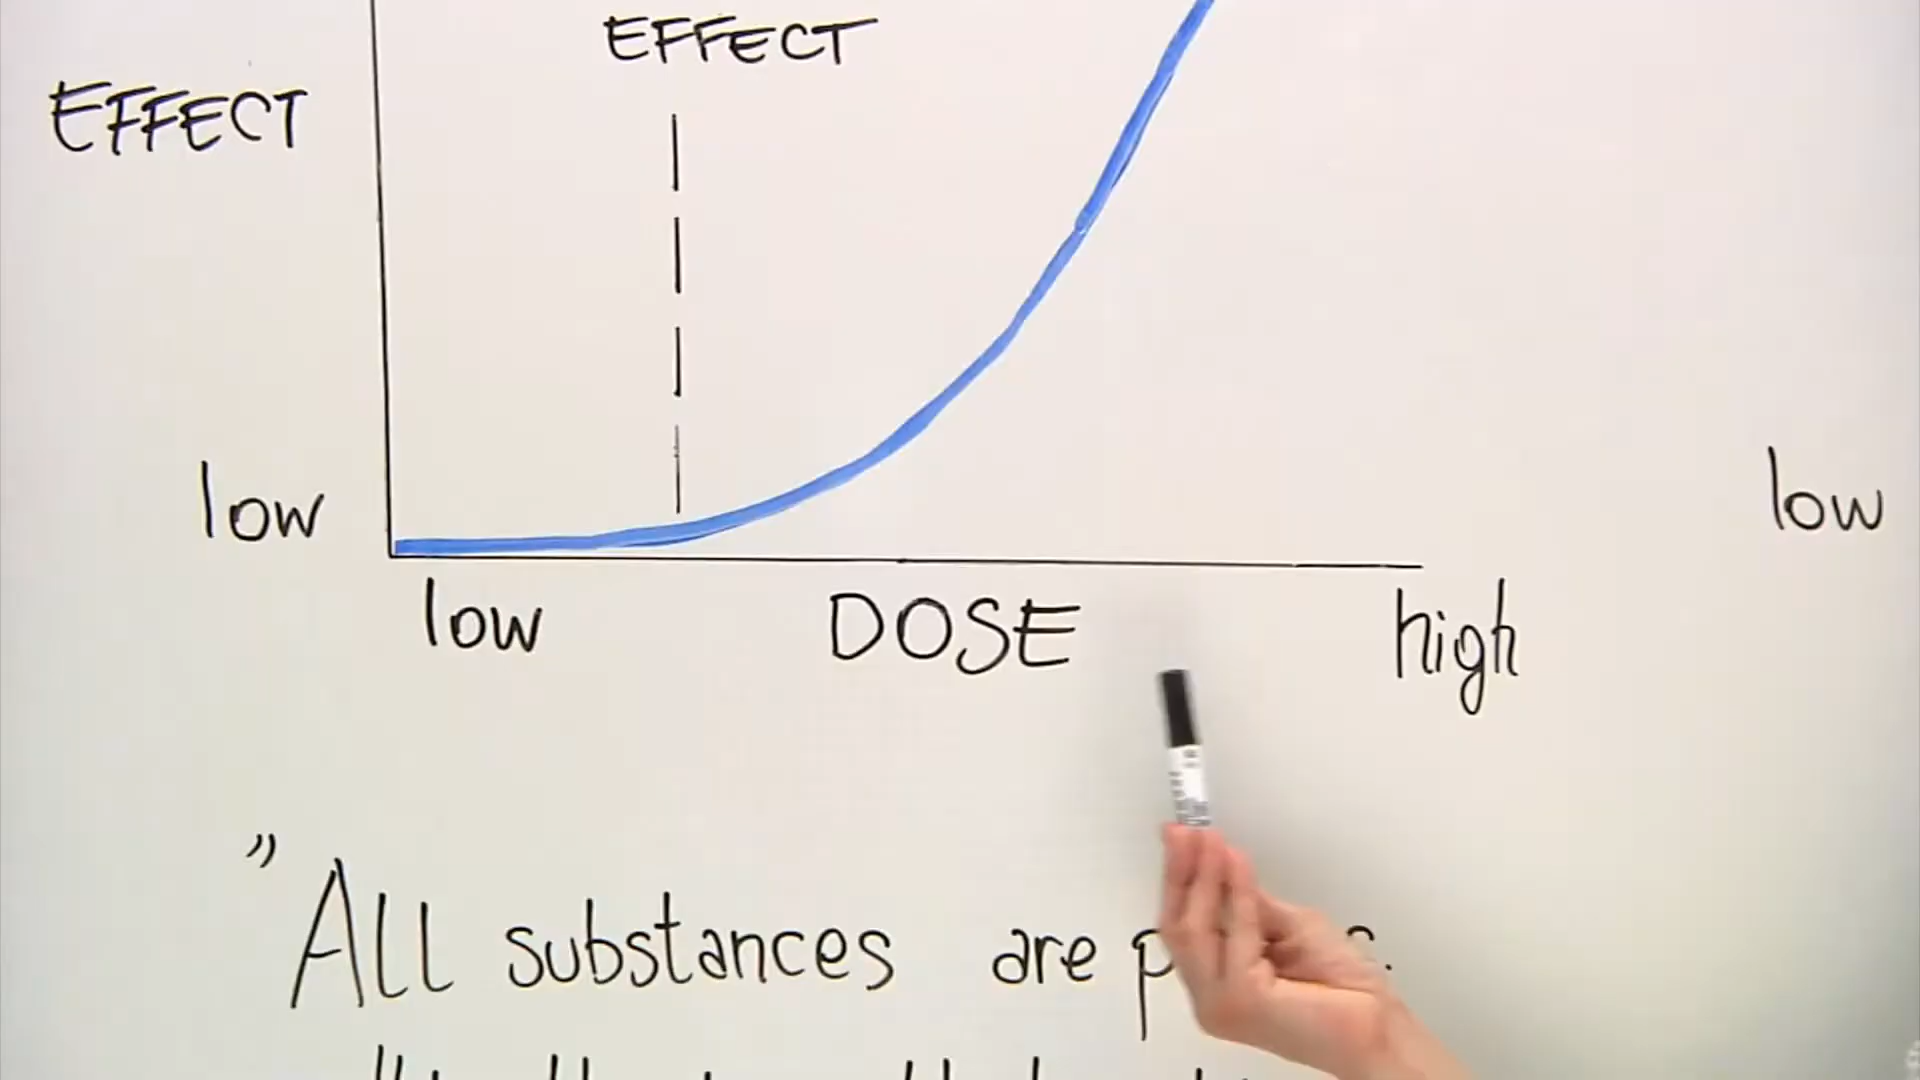 EFFECT
EFFECT
low
low
low DOSE high
" All substances are